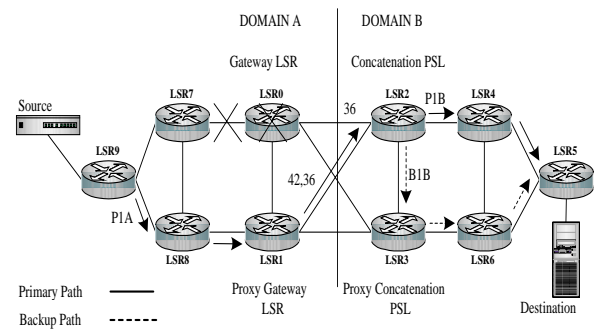 DOMAIN A
DOMAIN B
Gateway LSR
Concatenation PSL
LSR7
LSR0
36
LSR2
P1B
LSR4
Source
LSR9
LSR5
42,36
B1B
P1A
LSR8
LSR1
LSR3
LSR6
Primary Path
Proxy Gateway
LSR
Proxy Concatenation
PSL
Destination
Backup Path